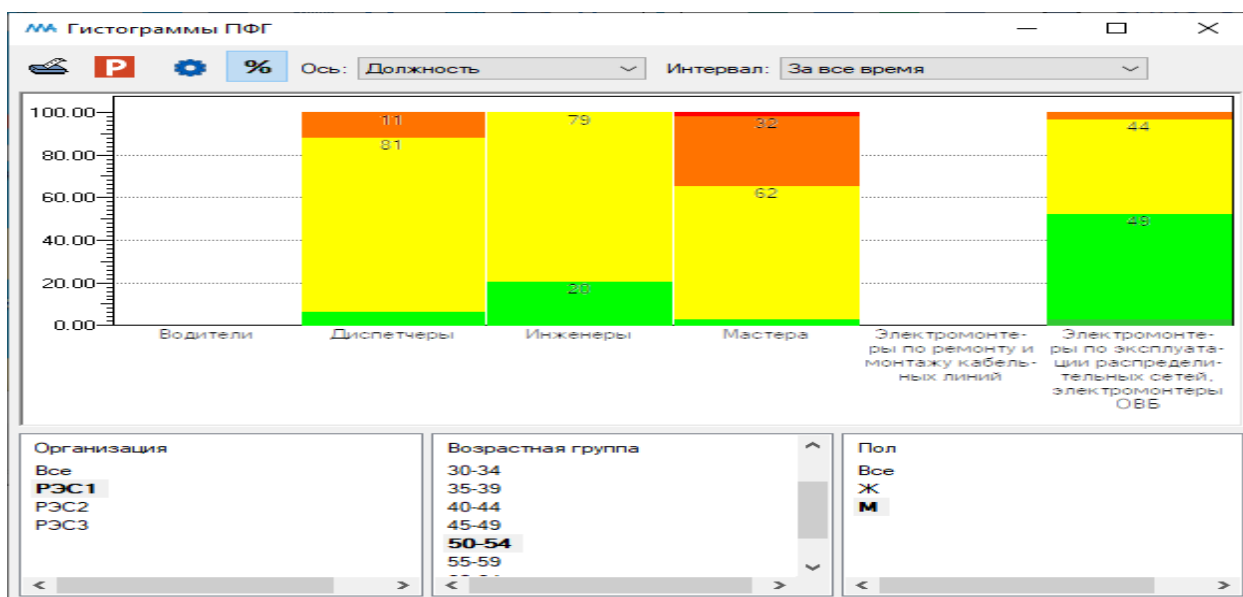 Гистограммы ПФГ
P % Ось: Должность Интервал: За все время
100.00
80.00
60.00
40.00
20.00
0.00
11
81
79
20
32
62
44
49
Водители
Диспетчеры
Инженеры
Мастера
Электромонте-
ры по ремонту и
монтажу кабель-
ных линий
Электромонте-
ры по эксплуата-
ции распредели-
тельных сетей,
электромонтеры
ОВБ
Организация
Все
РЭС1
РЭС2
РЭС3
Возрастная группа
30-34
35-39
40-44
45-49
50-54
55-59
Пол
Все
Ж
М